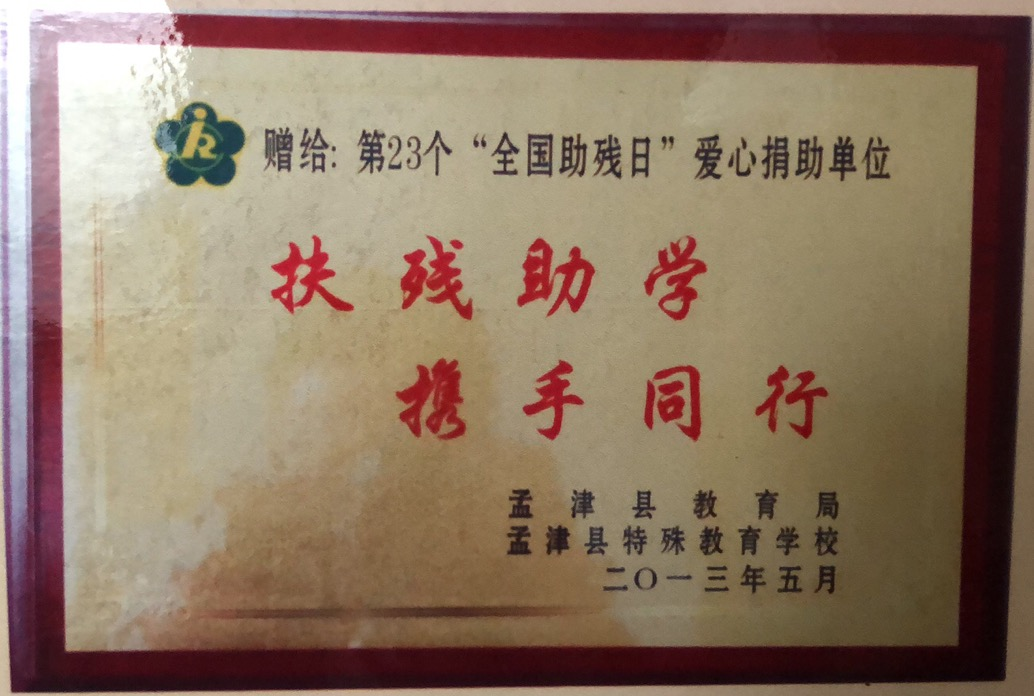 赠给: 第23个“全国助残日”爱心捐助单位
扶残助学
携手同行
孟津县教育局
孟津县特殊教育学校
二〇一三年五月